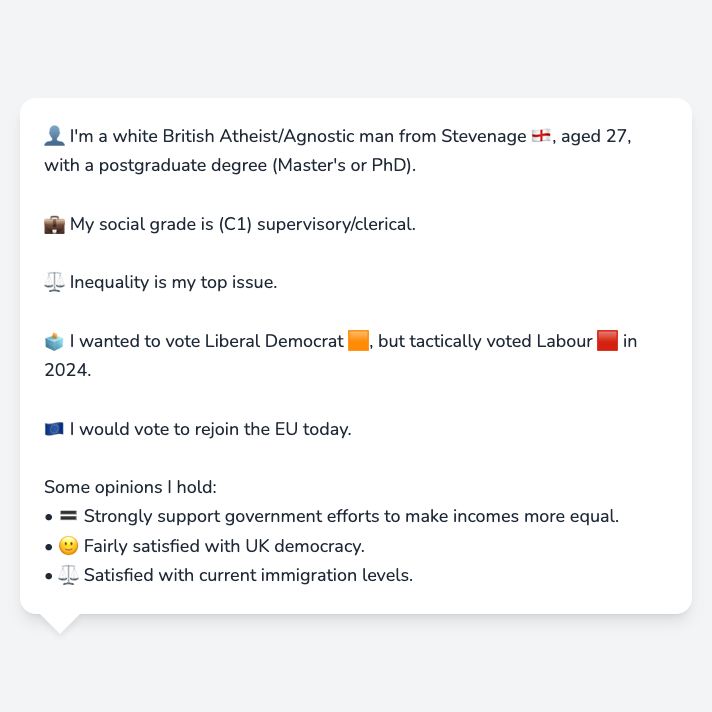 👤 I'm a white British Atheist/Agnostic man from Stevenage 🏴󠁧󠁢󠁥󠁮󠁧󠁿, aged 27,
with a postgraduate degree (Master's or PhD).
💼 My social grade is (C1) supervisory/clerical.
⚖️ Inequality is my top issue.
🗳️ I wanted to vote Liberal Democrat 🟧, but tactically voted Labour 🟥 in
2024.
🇪🇺 I would vote to rejoin the EU today.
Some opinions I hold:
• 🟰 Strongly support government efforts to make incomes more equal.
• 🙂 Fairly satisfied with UK democracy.
• ⚖️ Satisfied with current immigration levels.